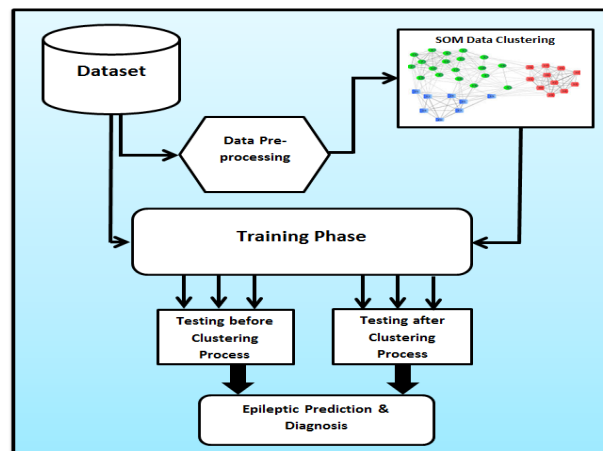 SOM Data Clustering
Dataset
Data Pre-
processing
Training Phase
Testing before
Clustering
Process
Testing after
Clustering
Process
Epileptic Prediction &
Diagnosis